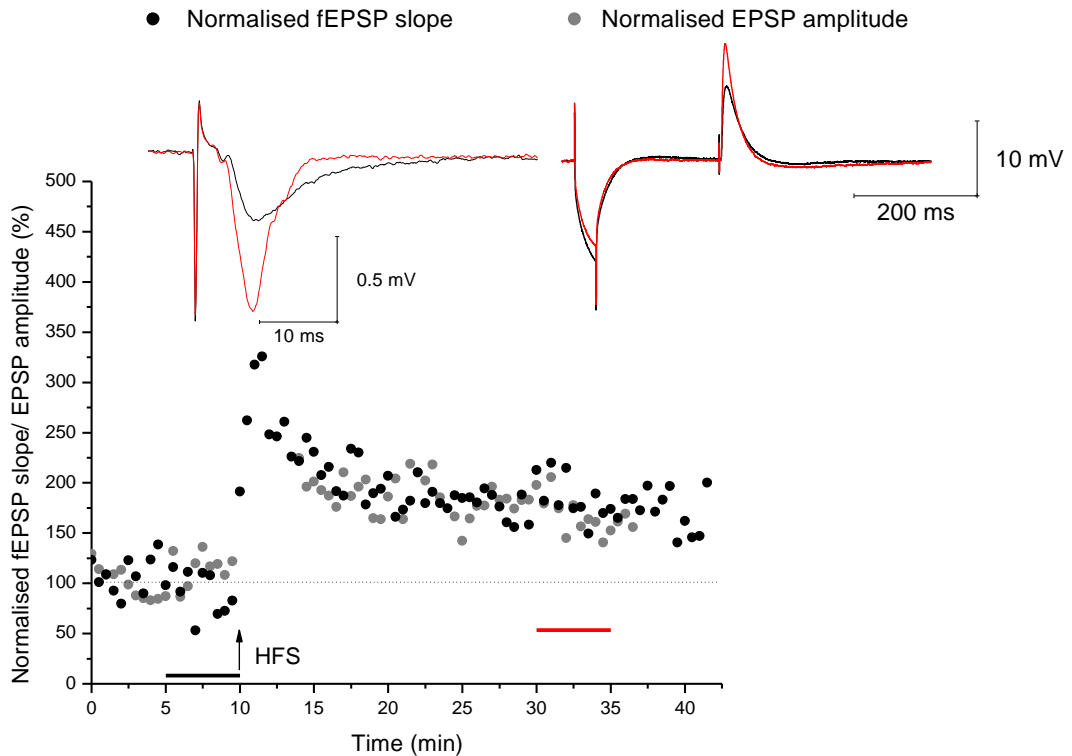 Normalised fEPSP slope
Normalised EPSP amplitude
10 mV
200 ms
0.5 mV
10 ms
Normalised fEPSP slope/ EPSP amplitude (%)
500
450
400
350
300
250
200
150
100
50
0
HFS
0 5 10 15 20 25 30 35 40
Time (min)